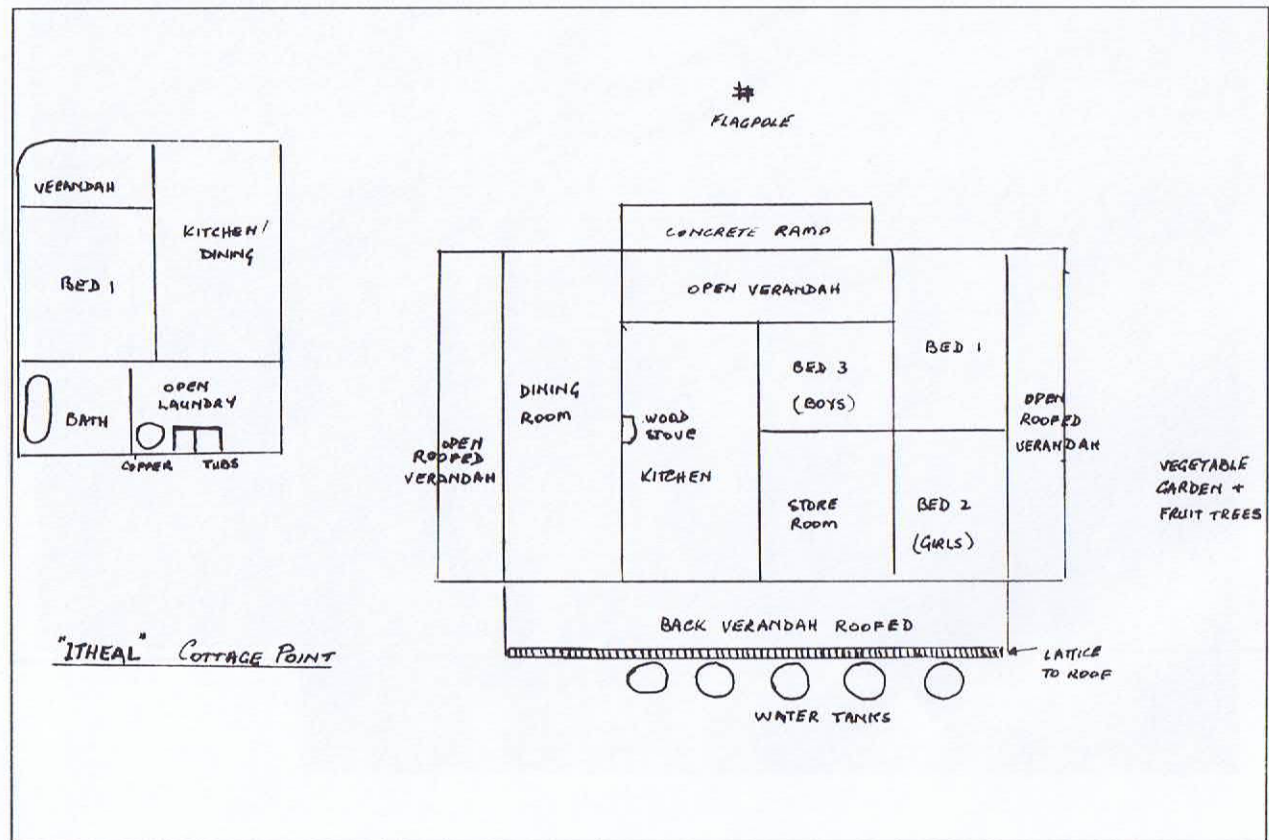 FLAGPOLE
VERANDAH
KITCHEN/
DINING
BED 1
BATH
OPEN
LAUNDRY
COPPER
TUBS
CONCRETE RAMP
OPEN VERANDAH
OPEN
ROOFED
VERANDAH
DINING
ROOM
WOOD
STOVE
KITCHEN
BED 3
(BOYS)
BED 1
STORE
ROOM
BED 2
(GIRLS)
OPEN
ROOFED
VERANDAH
VEGETABLE
GARDEN +
FRUIT TREES
BACK VERANDAH ROOFED
LATTICE
TO ROOF
WATER TANKS
"ITHEAL" COTTAGE POINT